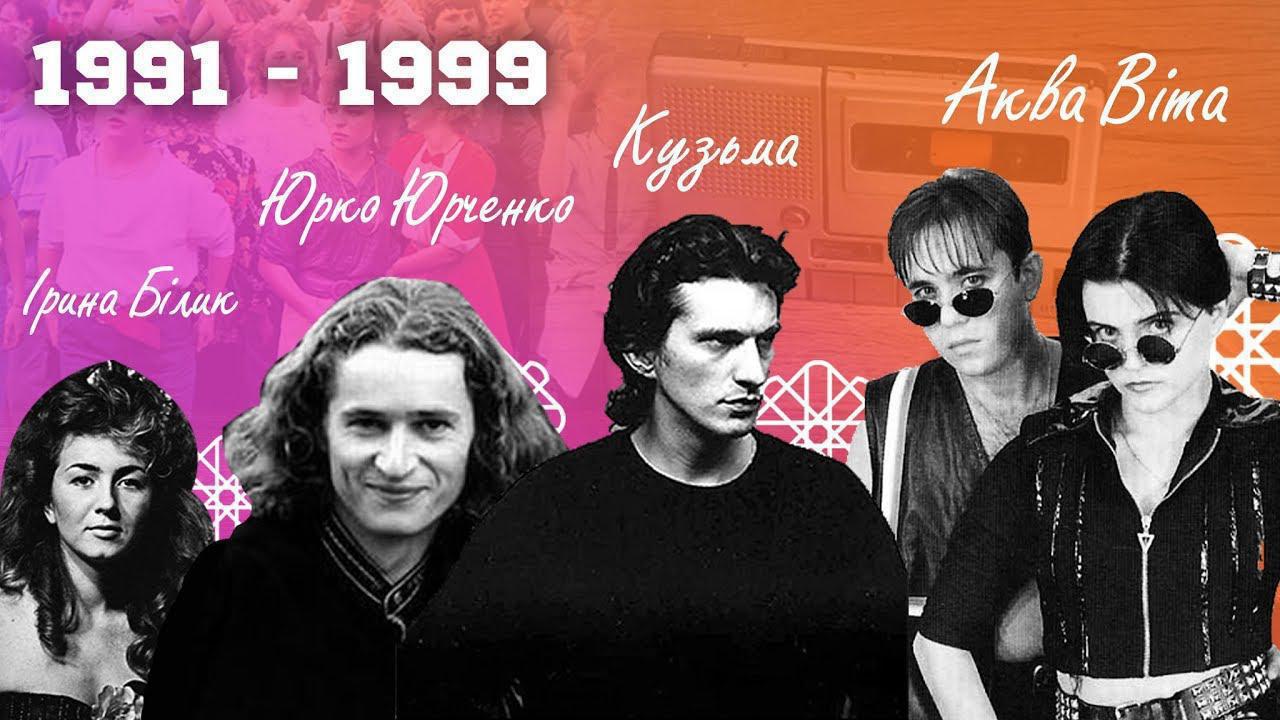 1991 - 1999
Аква Віта
Кузьма
Юрко Юрченко
Ірина Білик